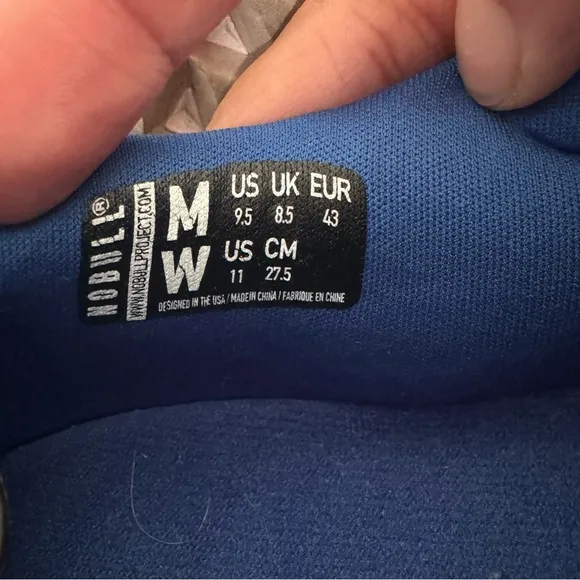 NOBULL®
WWW.NOBULLPROJECT.COM
M
US UK EUR
9.5 8.5 43
W
US CM
11 27.5
DESIGNED IN THE USA / MADE IN CHINA / FABRIQUE EN CHINE